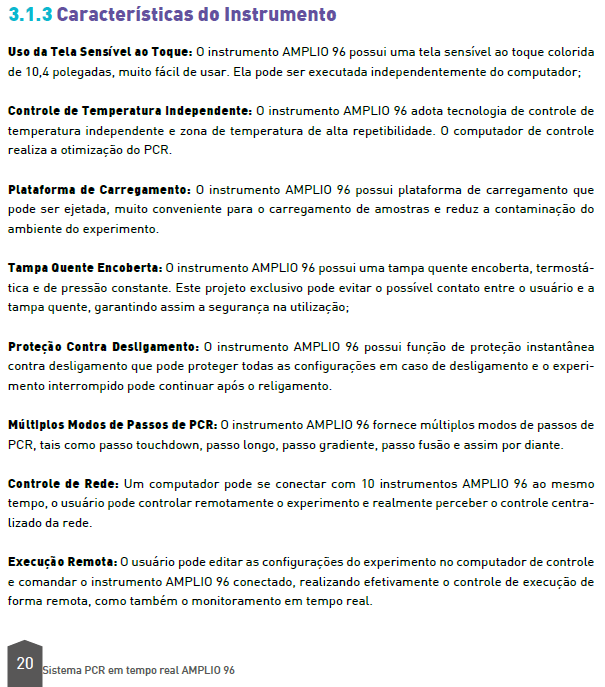 3.1.3 Características do Instrumento
Uso da Tela Sensível ao Toque: O instrumento AMPLIO 96 possui uma tela sensível ao toque colorida
de 10,4 polegadas, muito fácil de usar. Ela pode ser executada independentemente do computador;
Controle de Temperatura Independente: O instrumento AMPLIO 96 adota tecnologia de controle de
temperatura independente e zona de temperatura de alta repetibilidade. O computador de controle
realiza a otimização do PCR.
Plataforma de Carregamento: O instrumento AMPLIO 96 possui plataforma de carregamento que
pode ser ejetada, muito conveniente para o carregamento de amostras e reduz a contaminação do
ambiente do experimento.
Tampa Quente Encoberta: O instrumento AMPLIO 96 possui uma tampa quente encoberta, termostá-
tica e de pressão constante. Este projeto exclusivo pode evitar o possível contato entre o usuário e a
tampa quente, garantindo assim a segurança na utilização;
Proteção Contra Desligamento: O instrumento AMPLIO 96 possui função de proteção instantânea
contra desligamento que pode proteger todas as configurações em caso de desligamento e o experi-
mento interrompido pode continuar após o religamento.
Múltiplos Modos de Passos de PCR: O instrumento AMPLIO 96 fornece múltiplos modos de passos de
PCR, tais como passo touchdown, passo longo, passo gradiente, passo fusão e assim por diante.
Controle de Rede: Um computador pode se conectar com 10 instrumentos AMPLIO 96 ao mesmo
tempo, o usuário pode controlar remotamente o experimento e realmente perceber o controle centra-
lizado da rede.
Execução Remota: O usuário pode editar as configurações do experimento no computador de controle
e comandar o instrumento AMPLIO 96 conectado, realizando efetivamente o controle de execução de
forma remota, como também o monitoramento em tempo real.
20 Sistema PCR em tempo real AMPLIO 96